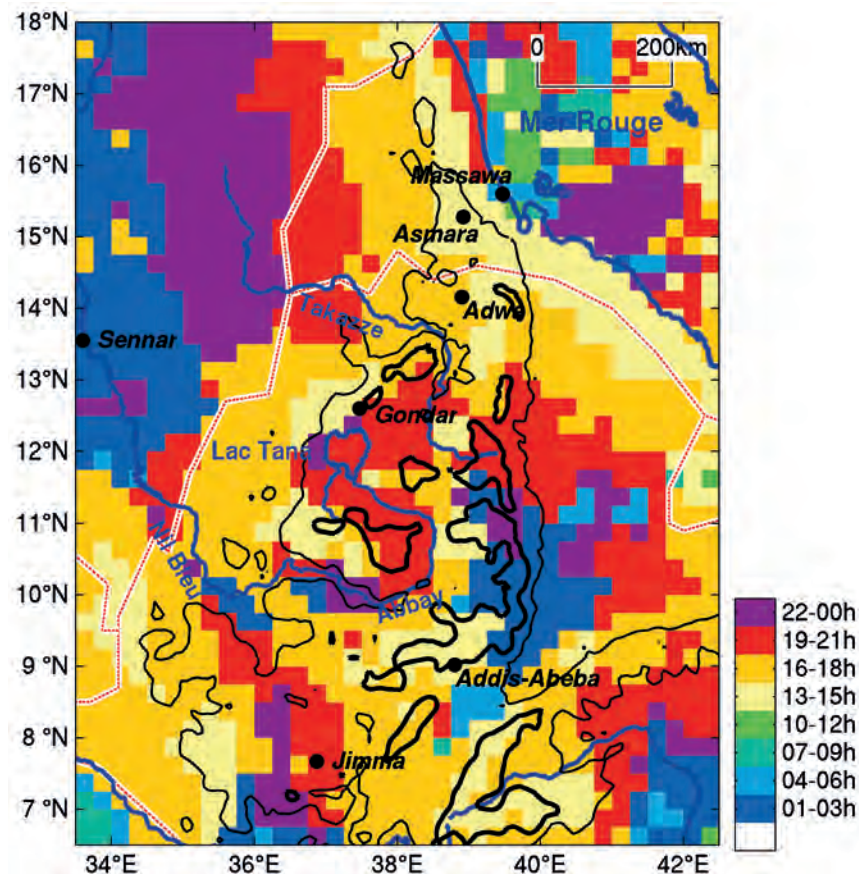 18°N
17°N
16°N
15°N
14°N
13°N
12°N
11°N
10°N
9°N
8°N
7°N
34°E
36°E
38°E
40°E
42°E
0 200km
Mer Rouge
Massawa
Asmara
Adwa
Takazze
Sennar
Gondar
Lac Tana
Nil Bleu
Abbay
Addis-Abeba
Jimma
22-00h
19-21h
16-18h
13-15h
10-12h
07-09h
04-06h
01-03h